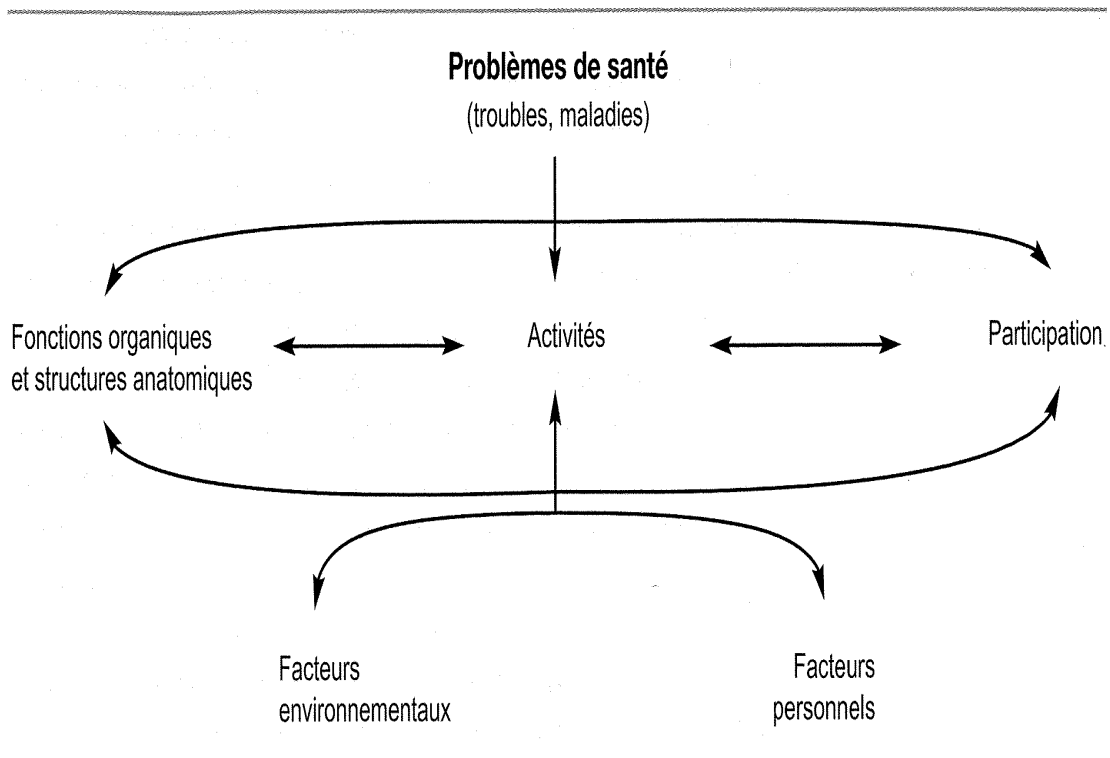 Problèmes de santé
(troubles, maladies)
Fonctions organiques
et structures anatomiques
Activités
Participation
Facteurs
environnementaux
Facteurs
personnels